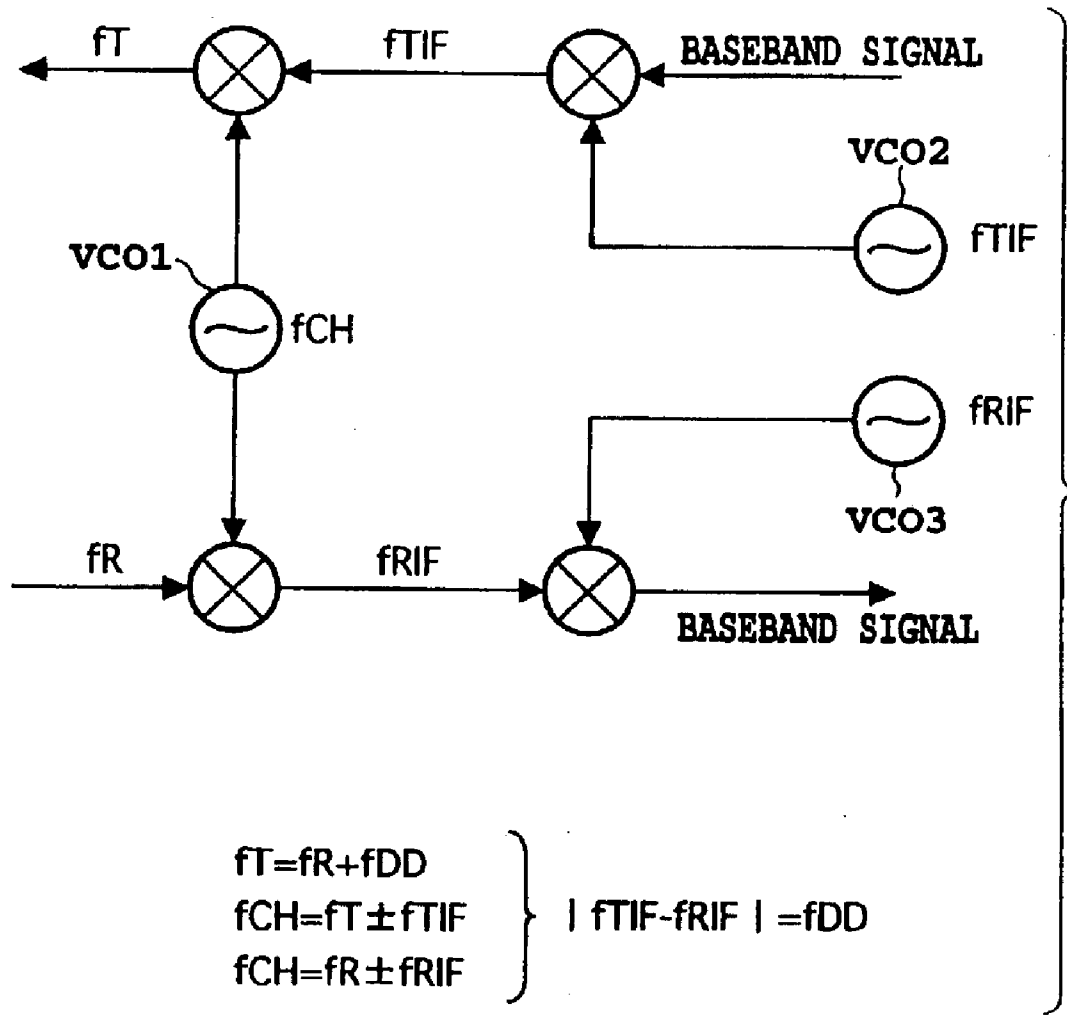 fT
fTIF
BASEBAND SIGNAL
VCO2
fTIF
VCO1
fCH
fRIF
VCO3
fR
fRIF
BASEBAND SIGNAL
fT=fR+fDD
fCH=fT±fTIF
| fTIF-fRIF | =fDD
fCH=fR±fRIF